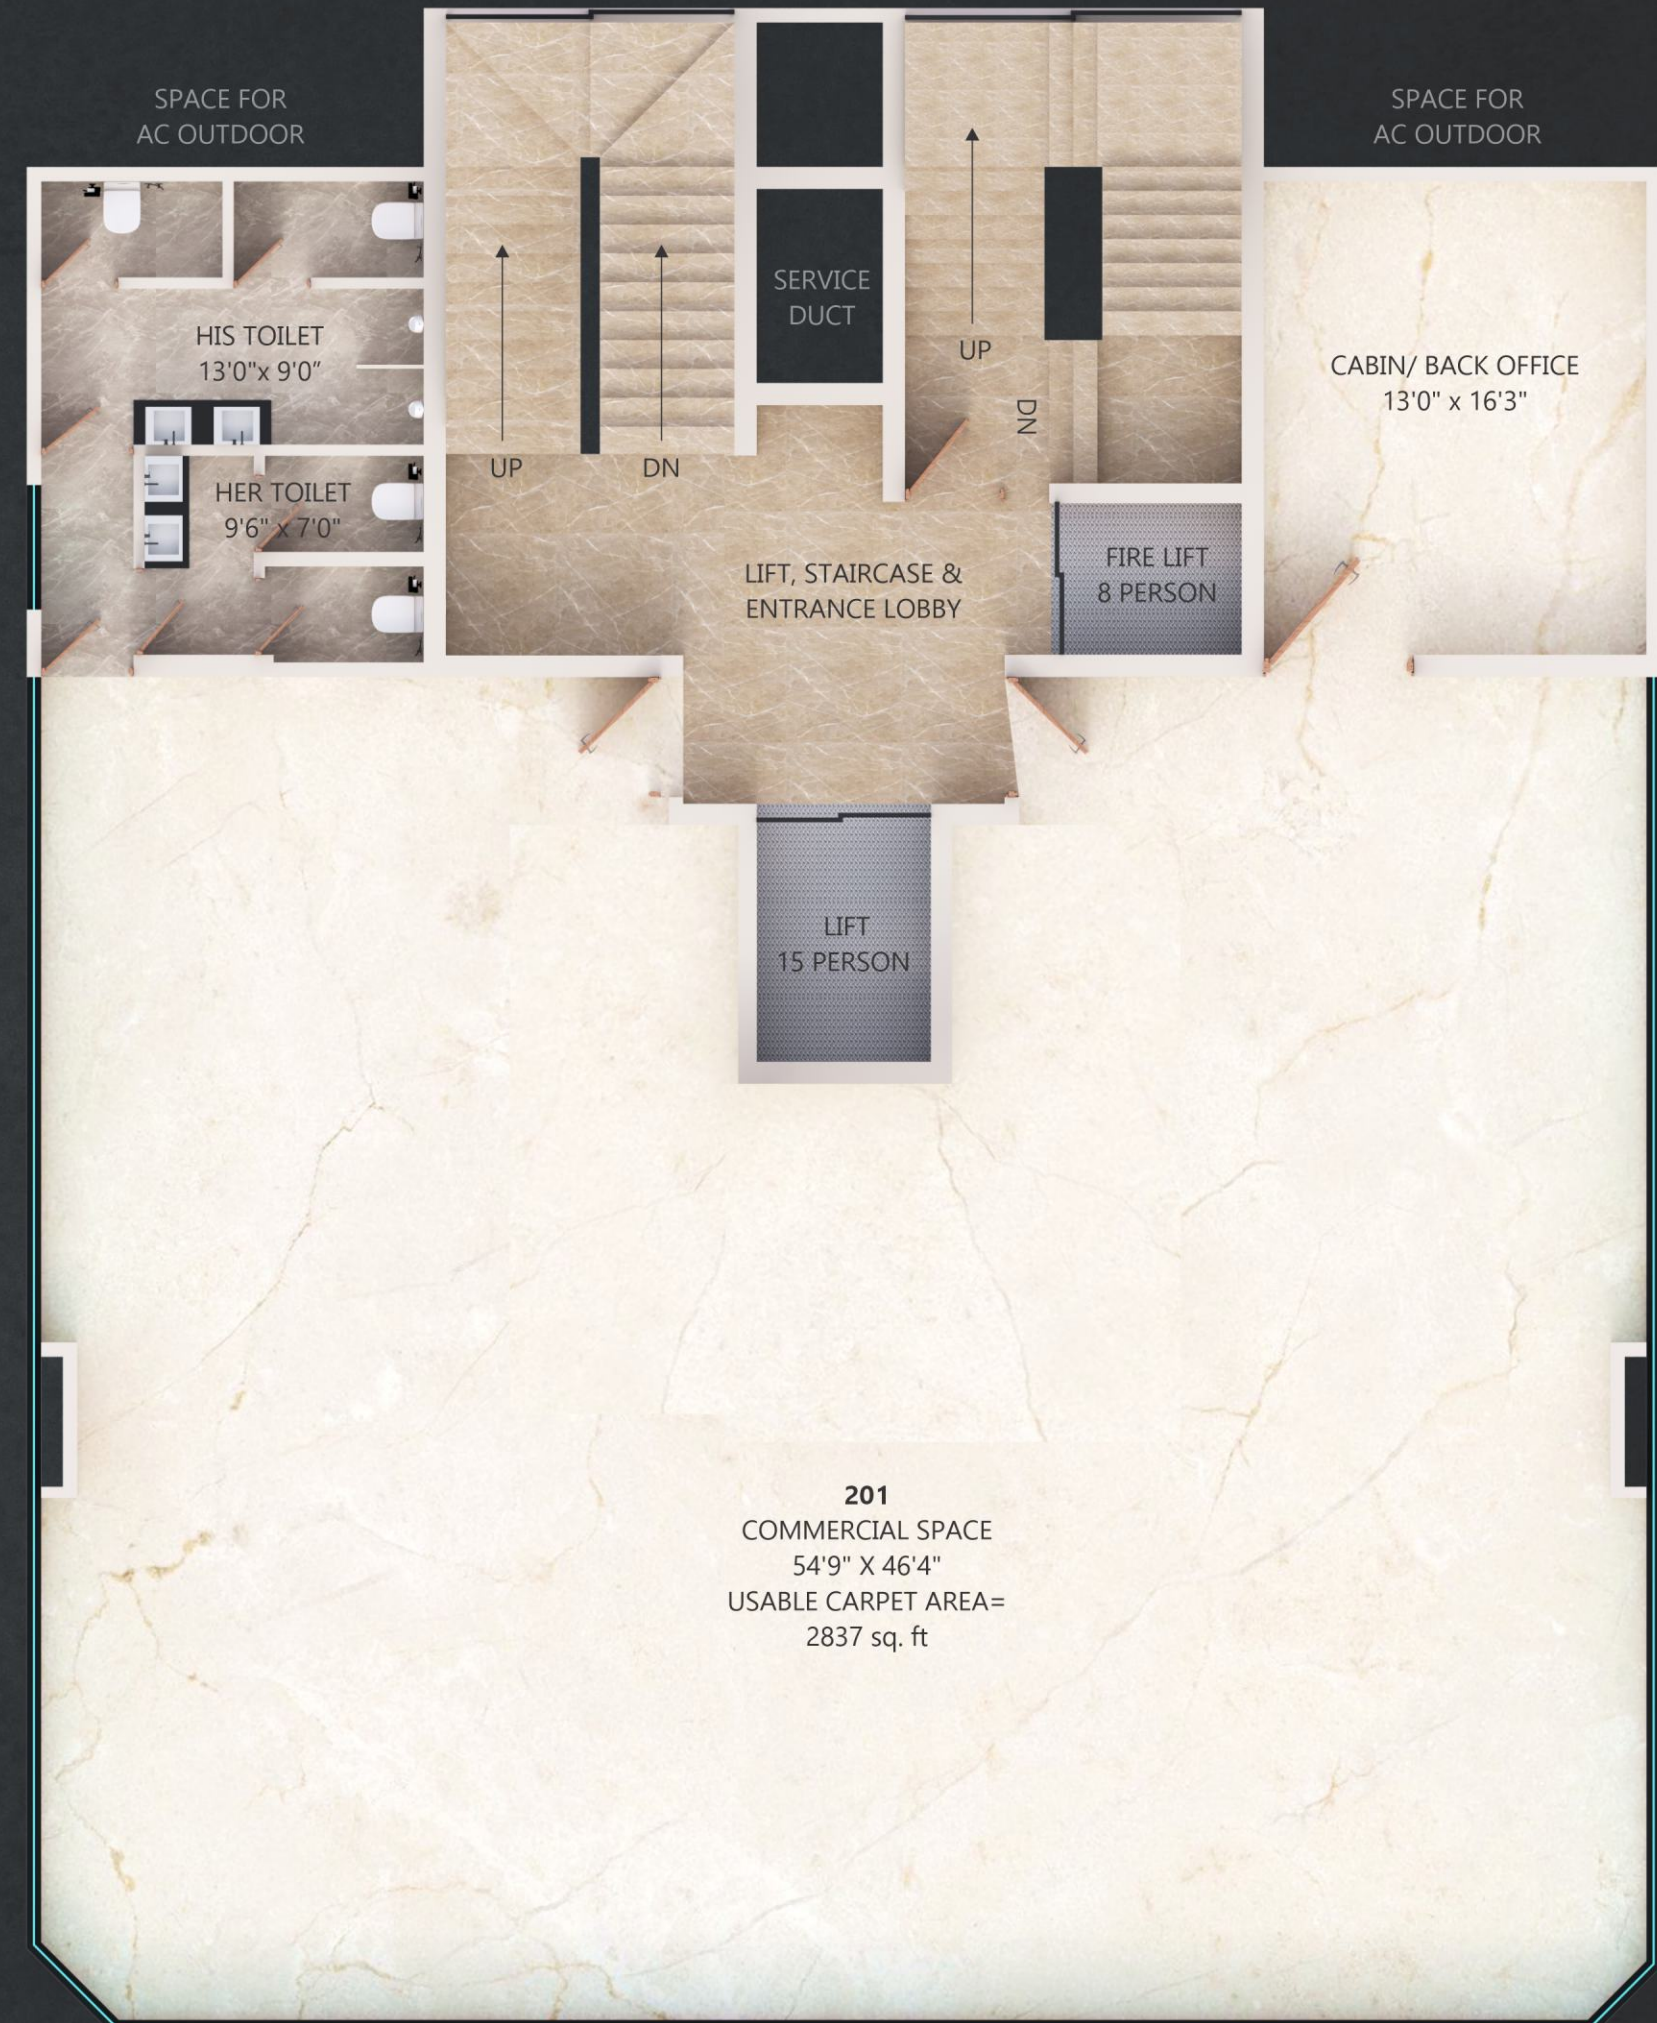 SPACE FOR
AC OUTDOOR
SPACE FOR
AC OUTDOOR
SERVICE
DUCT
HIS TOILET
13'0"x 9'0"
UP
CABIN/ BACK OFFICE
13'0" x 16'3"
DN
UP
DN
HER TOILET
9'6" x 7'0"
LIFT, STAIRCASE &
ENTRANCE LOBBY
FIRE LIFT
8 PERSON
LIFT
15 PERSON
201
COMMERCIAL SPACE
54'9" X 46'4"
USABLE CARPET AREA=
2837 sq. ft